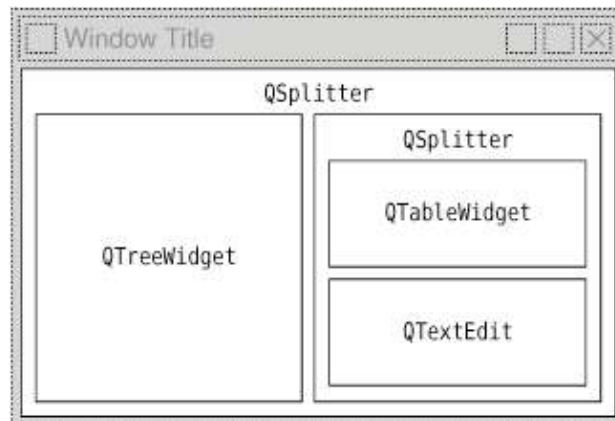 Window Title
QSplitter
QTreeWidget
QSplitter
QTableWidget
QTextEdit